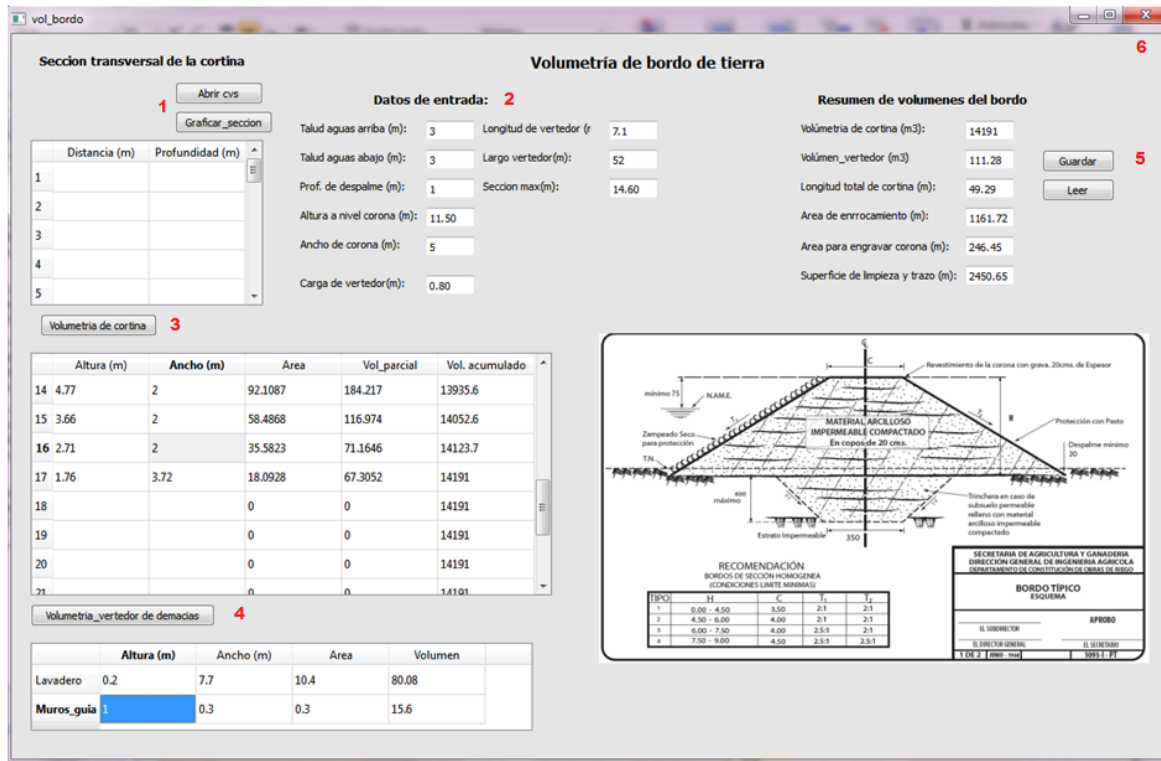 vol_bordo
6
Seccion transversal de la cortina
Volumetría de bordo de tierra
1
Abrir cvs
Graficar_seccion
Datos de entrada: 2
Resumen de volumenes del bordo
Distancia (m) Profundidad (m)
1
2
3
4
5
Talud aguas arriba (m): 3 Longitud de vertedor (r 7.1
Talud aguas abajo (m): 3 Largo vertedor(m): 52
Prof. de despalme (m): 1 Seccion max(m): 14.60
Altura a nivel corona (m): 11.50
Ancho de corona (m): 5
Carga de vertedor(m): 0.80
Volúmetria de cortina (m3): 14191
Volúmen_vertedor (m3) 111.28
Longitud total de cortina (m): 49.29
Area de enrrocamiento (m): 1161.72
Area para engravar corona (m): 246.45
Superficie de limpieza y trazo (m): 2450.65
Guardar 5
Leer
Volumetria de cortina 3
Altura (m) Ancho (m) Area Vol_parcial Vol. acumulado
14 4.77 2 92.1087 184.217 13935.6
15 3.66 2 58.4868 116.974 14052.6
16 2.71 2 35.5823 71.1646 14123.7
17 1.76 3.72 18.0928 67.3052 14191
18 0 0 14191
19 0 0 14191
20 0 0 14191
21 0 0 14191
Volumetria_vertedor de demacias 4
Altura (m) Ancho (m) Area Volumen
Lavadero 0.2 7.7 10.4 80.08
Muros_guia 1 0.3 0.3 15.6
C
Revestimiento de la corona con grava. 20cms. de Espesor
mínimo 75
N.A.M.E.
Zampeado Seco
para protección
T.N.
MATERIAL ARCILLOSO
IMPERMEABLE COMPACTADO
En copos de 20 cms.
Protección con Pasto
Despalme mínimo
20
400
máximo
Estrato Impermeable
350
Trinchera en caso de
subsuelo permeable
relleno con material
arcilloso impermeable
compactado
RECOMENDACIÓN
BORDOS DE SECCIÓN HOMOGENEA
(CONDICIONES LIMITE MINIMAS)
TIPO H C T1 T2
1 0.00 - 4.50 3.50 2:1 2:1
2 4.50 - 6.00 4.00 2:1 2:1
3 6.00 - 7.50 4.00 2.5:1 2:1
4 7.50 - 9.00 4.50 2.5:1 2.5:1
SECRETARIA DE AGRICULTURA Y GANADERIA
DIRECCIÓN GENERAL DE INGENIERIA AGRICOLA
DEPARTAMENTO DE CONSTITUCIÓN DE OBRAS DE RIEGO
BORDO TÍPICO
ESQUEMA
APROBO
EL SUBDIRECTOR
EL DIRECTOR GENERAL EL SECRETARIO
1 DE 2 1093-I - PT